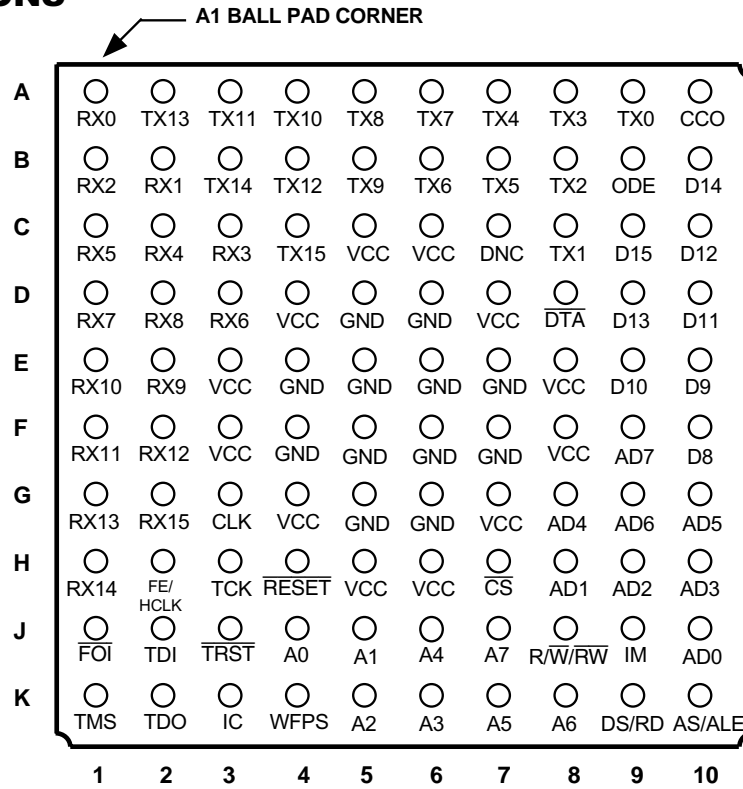 A1 BALL PAD CORNER
A
RX0 TX13 TX11 TX10 TX8 TX7 TX4 TX3 TX0 CCO
B
RX2 RX1 TX14 TX12 TX9 TX6 TX5 TX2 ODE D14
C
RX5 RX4 RX3 TX15 VCC VCC DNC TX1 D15 D12
D
RX7 RX8 RX6 VCC GND GND VCC DTA D13 D11
E
RX10 RX9 VCC GND GND GND GND VCC D10 D9
F
RX11 RX12 VCC GND GND GND GND VCC AD7 D8
G
RX13 RX15 CLK VCC GND GND VCC AD4 AD6 AD5
H
RX14 FE/ HCLK TCK RESET VCC VCC CS AD1 AD2 AD3
J
FOI TDI TRST A0 A1 A4 A7 R/W/RW IM AD0
K
TMS TDO IC WFPS A2 A3 A5 A6 DS/RD AS/ALE
1 2 3 4 5 6 7 8 9 10